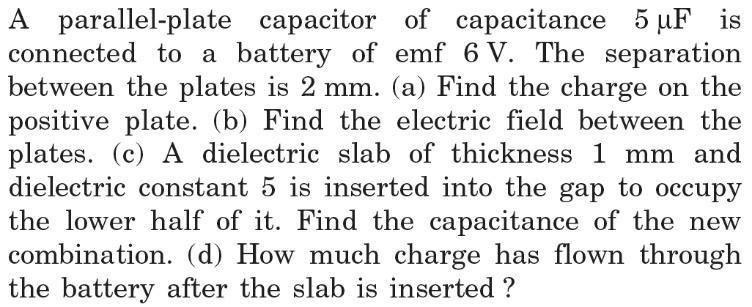 A parallel-plate capacitor of capacitance 5 μF is
connected to a battery of emf 6 V. The separation
between the plates is 2 mm. (a) Find the charge on the
positive plate. (b) Find the electric field between the
plates. (c) A dielectric slab of thickness 1 mm and
dielectric constant 5 is inserted into the gap to occupy
the lower half of it. Find the capacitance of the new
combination. (d) How much charge has flown through
the battery after the slab is inserted ?